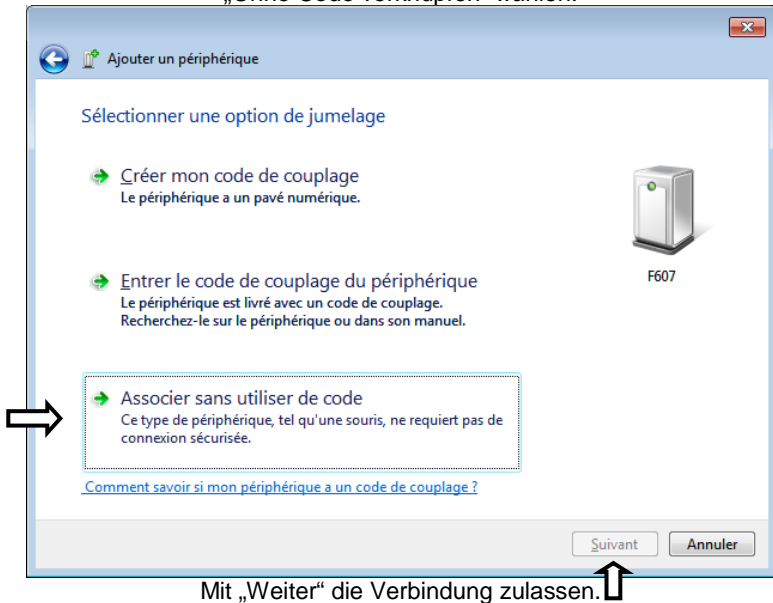 „Ohne Code verknüpfen“ wählen.
Ajouter un périphérique
Sélectionner une option de jumelage
Créer mon code de couplage
Le périphérique a un pavé numérique.
Entrer le code de couplage du périphérique
Le périphérique est livré avec un code de couplage.
Recherchez-le sur le périphérique ou dans son manuel.
F607
Associer sans utiliser de code
Ce type de périphérique, tel qu'une souris, ne requiert pas de
connexion sécurisée.
Comment savoir si mon périphérique a un code de couplage ?
Suivant Annuler
Mit „Weiter“ die Verbindung zulassen.